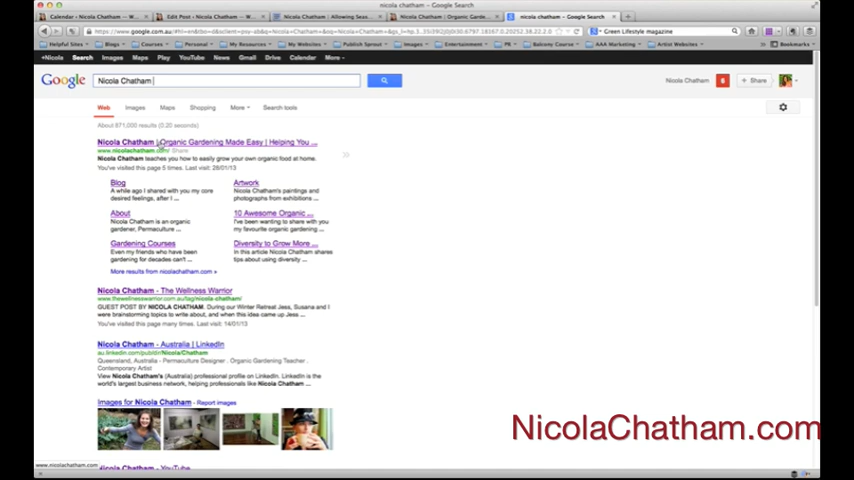 nicola chatham – Google Search
Calendar ‹ Nicola Chatham — W...
Edit Post ‹ Nicola Chatham — W...
Nicola Chatham | Allowing Seas...
Nicola Chatham | Organic Garde...
nicola chatham – Google Search
Green Lifestyle magazine
Helpful Sites
Blogs
Courses
Personal
My Resources
My Websites
Publish Sprout
Images
Entertainment
PK
Balcony Course
AAA Marketing
Artist Websites
Bookmarks
+Nicola Search Images Maps Play YouTube News Gmail Drive Calendar More
Google
Nicola Chatham
Nicola Chatham
6
+ Share
Web Images Maps Shopping More Search tools
About 871,000 results (0.20 seconds)
Nicola Chatham | Organic Gardening Made Easy | Helping You ...
www.nicolachatham.com/ Share
Nicola Chatham teaches you how to easily grow your own organic food at home.
You've visited this page 5 times. Last visit: 28/01/13
Blog
A while ago I shared with you my core
desired feelings, after I ...
Artwork
Nicola Chatham's paintings and
photographs from exhibitions ...
About
Nicola Chatham is an organic
gardener, Permaculture ...
10 Awesome Organic ...
I've been wanting to share with you
my favourite organic gardening ...
Gardening Courses
Even my friends who have been
gardening for decades can't ...
Diversity to Grow More ...
In this article Nicola Chatham shares
tips about using diversity ...
More results from nicolachatham.com »
Nicola Chatham - The Wellness Warrior
www.thewellnesswarrior.com.au/tag/nicola-chatham/
GUEST POST BY NICOLA CHATHAM. During our Winter Retreat Jess, Susana and I
were brainstorming topics to write about, and when this idea came up Jess ...
You've visited this page many times. Last visit: 14/01/13
Nicola Chatham - Australia | LinkedIn
au.linkedin.com/pub/dir/Nicola/Chatham
Queensland, Australia - Permaculture Designer . Organic Gardening Teacher .
Contemporary Artist
View Nicola Chatham's (Australia) professional profile on LinkedIn. LinkedIn is the
world's largest business network, helping professionals like Nicola Chatham ...
Images for Nicola Chatham - Report images
NicolaChatham.com
Nicola Chatham - YouTube
www.nicolachatham.com